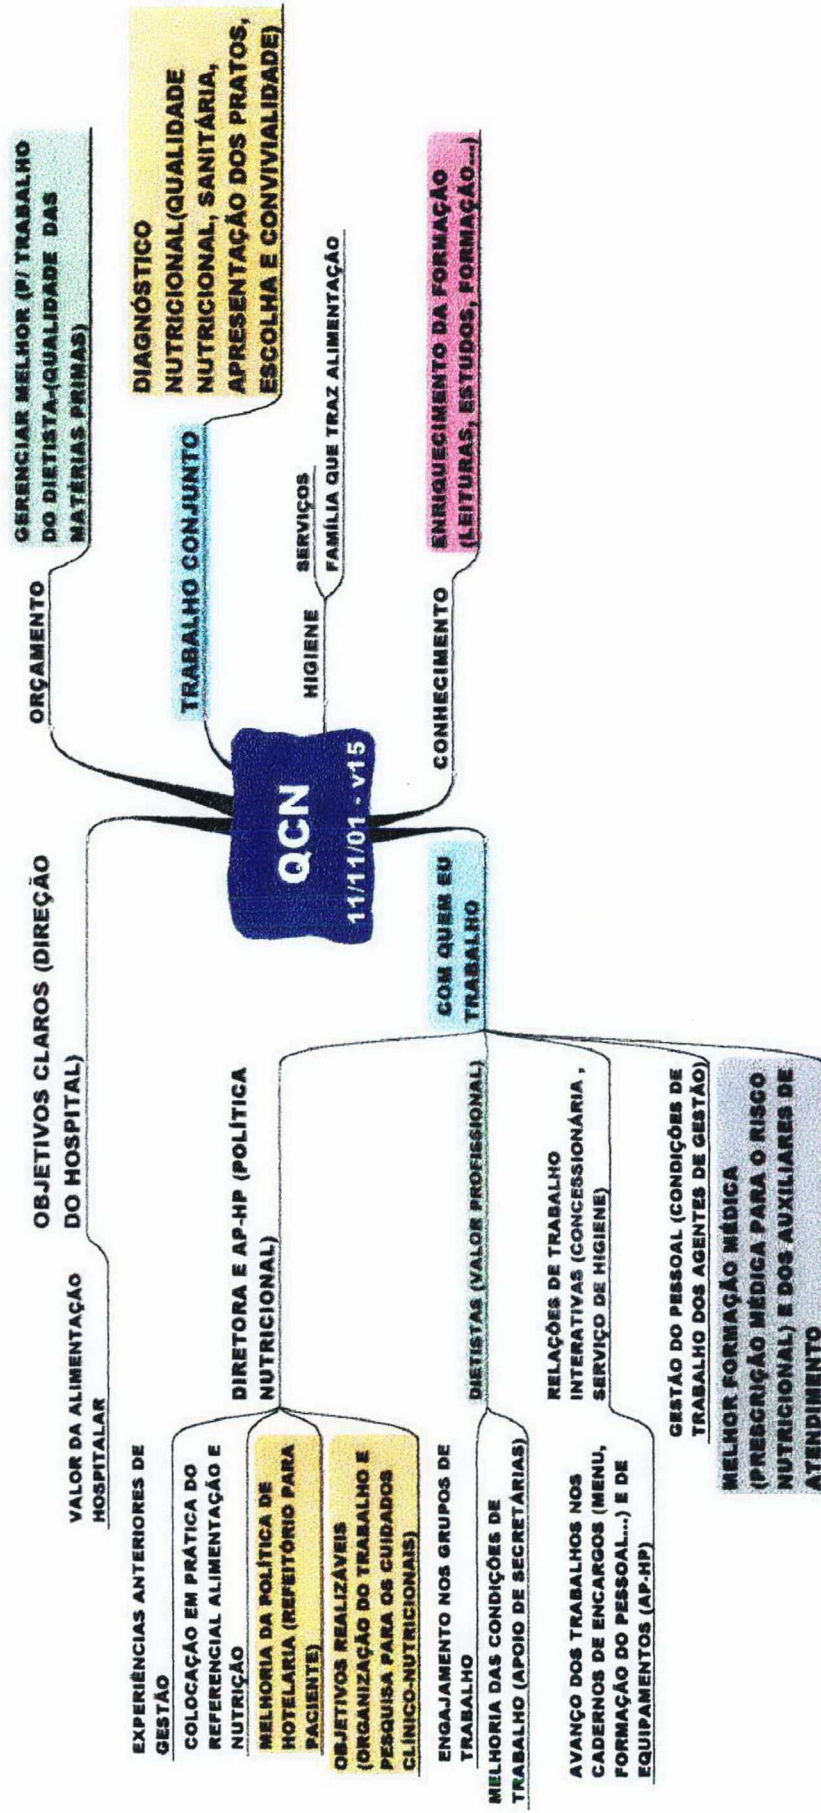 QCN
11/11/01 - v15
ORÇAMENTO
GERENCIAR MELHOR (P/ TRABALHO
DO DIETISTA-(QUALIDADE DAS
MATÉRIAS PRIMAS)
TRABALHO CONJUNTO
DIAGNÓSTICO
NUTRICIONAL(QUALIDADE
NUTRICIONAL, SANITÁRIA,
APRESENTAÇÃO DOS PRATOS,
ESCOLHA E CONVIVIALIDADE)
HIGIENE
SERVIÇOS
FAMÍLIA QUE TRAZ ALIMENTAÇÃO
CONHECIMENTO
ENRIQUECIMENTO DA FORMAÇÃO
(LEITURAS, ESTUDOS, FORMAÇÃO...)
OBJETIVOS CLAROS (DIREÇÃO
DO HOSPITAL)
VALOR DA ALIMENTAÇÃO
HOSPITALAR
COM QUEM EU
TRABALHO
DIRETORA E AP-HP (POLÍTICA
NUTRICIONAL)
EXPERIÊNCIAS ANTERIORES DE
GESTÃO
COLOCAÇÃO EM PRÁTICA DO
REFERENCIAL ALIMENTAÇÃO E
NUTRIÇÃO
MELHORIA DA POLÍTICA DE
HOTELARIA (REFEITÓRIO PARA
PACIENTE)
OBJETIVOS REALIZÁVEIS
(ORGANIZAÇÃO DO TRABALHO E
PESQUISA PARA OS CUIDADOS
CLÍNICO-NUTRICIONAIS)
DIETISTAS (VALOR PROFISSIONAL)
ENGAJAMENTO NOS GRUPOS DE
TRABALHO
MELHORIA DAS CONDIÇÕES DE
TRABALHO (APOIO DE SECRETÁRIAS)
RELAÇÕES DE TRABALHO
INTERATIVAS (CONCESSIONÁRIA ,
SERVIÇO DE HIGIENE)
AVANÇO DOS TRABALHOS NOS
CADERNOS DE ENCARGOS (MENU,
FORMAÇÃO DO PESSOAL...) E DE
EQUIPAMENTOS (AP-HP)
GESTÃO DO PESSOAL (CONDIÇÕES DE
TRABALHO DOS AGENTES DE GESTÃO)
MELHOR FORMAÇÃO MÉDICA
(PRESCRIÇÃO MÉDICA PARA O RISCO
NUTRICIONAL) E DOS AUXILIARES DE
ATENDIMENTO